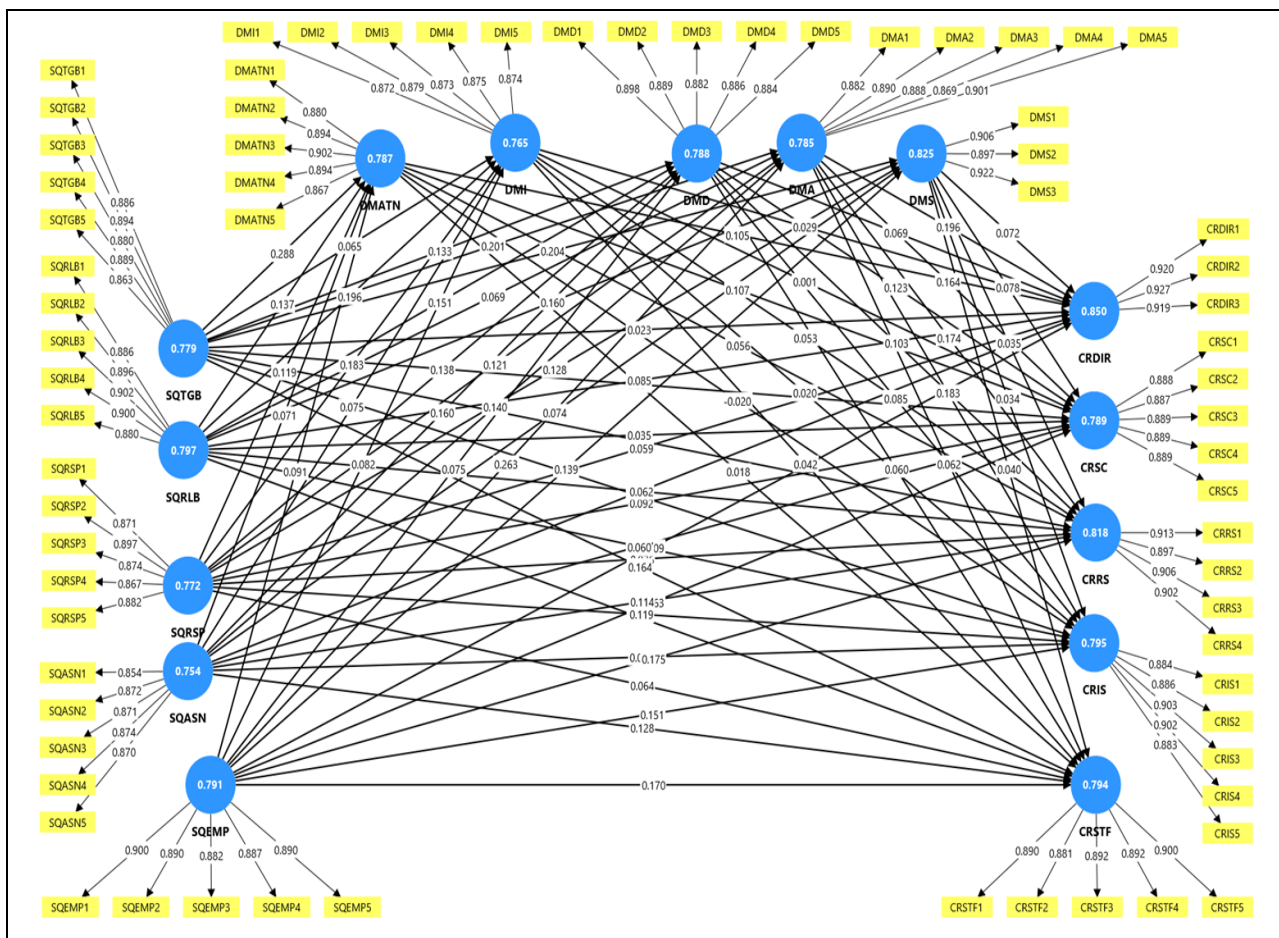 DMI1 DMI2 DMI3 DMI4 DMI5 DMD1 DMD2 DMD3 DMD4 DMD5 DMA1 DMA2 DMA3 DMA4 DMA5
0.872 0.879 0.873 0.875 0.874 0.898 0.889 0.882 0.886 0.884 0.882 0.890 0.888 0.869 0.901
SQTGB1
SQTGB2
SQTGB3
SQTGB4
SQTGB5
0.886
0.894
0.880
0.889
0.863
DMATN1
DMATN2
DMATN3
DMATN4
DMATN5
0.880
0.894
0.902
0.894
0.867
0.787
DMATN
0.765
DMI
0.788
DMD
0.785
DMA
0.825
DMS
0.906
0.897
0.922
DMS1
DMS2
DMS3
SQRLB1
SQRLB2
SQRLB3
SQRLB4
SQRLB5
0.886
0.896
0.902
0.900
0.880
0.779
SQTGB
0.797
SQRLB
SQRSP1
SQRSP2
SQRSP3
SQRSP4
SQRSP5
0.871
0.897
0.874
0.867
0.882
0.772
SQRSP
SQASN1
SQASN2
SQASN3
SQASN4
SQASN5
0.854
0.872
0.871
0.874
0.870
0.754
SQASN
0.791
SQEMP
0.900 0.890 0.882 0.887 0.890
SQEMP1 SQEMP2 SQEMP3 SQEMP4 SQEMP5
0.288 0.065 0.133 0.201 0.204 0.029 0.105 0.069 0.196 0.072
0.137 0.196 0.151 0.069 0.160 0.107 0.001 0.123 0.164 0.078
0.119 0.183 0.138 0.121 0.128 0.023 0.056 0.053 0.103 0.174 0.035
0.071 0.075 0.160 0.140 0.074 0.085 -0.020 0.020 0.085 0.183 0.034
0.091 0.082 0.075 0.263 0.139 0.035 0.059 0.018 0.042 0.060 0.062 0.040
0.062
0.092
0.060
0.164
0.114
0.119
0.175
0.064
0.151
0.128
0.170
0.850
CRDIR
0.920
0.927
0.919
CRDIR1
CRDIR2
CRDIR3
0.789
CRSC
0.888
0.887
0.889
0.889
0.889
CRSC1
CRSC2
CRSC3
CRSC4
CRSC5
0.818
CRRS
0.913
0.897
0.906
0.902
CRRS1
CRRS2
CRRS3
CRRS4
0.795
CRIS
0.884
0.886
0.903
0.902
0.883
CRIS1
CRIS2
CRIS3
CRIS4
CRIS5
0.794
CRSTF
0.890 0.881 0.892 0.892 0.900
CRSTF1 CRSTF2 CRSTF3 CRSTF4 CRSTF5